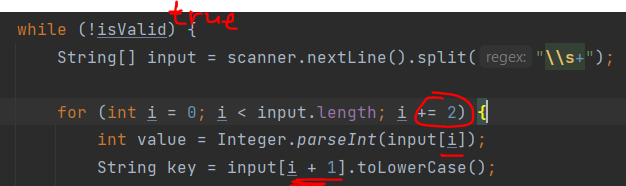 true
while (!isValid) {
String[] input = scanner.nextLine().split( regex: "\\s+");
for (int i = 0; i < input.length; i += 2) {
int value = Integer.parseInt(input[i]);
String key = input[i + 1].toLowerCase();